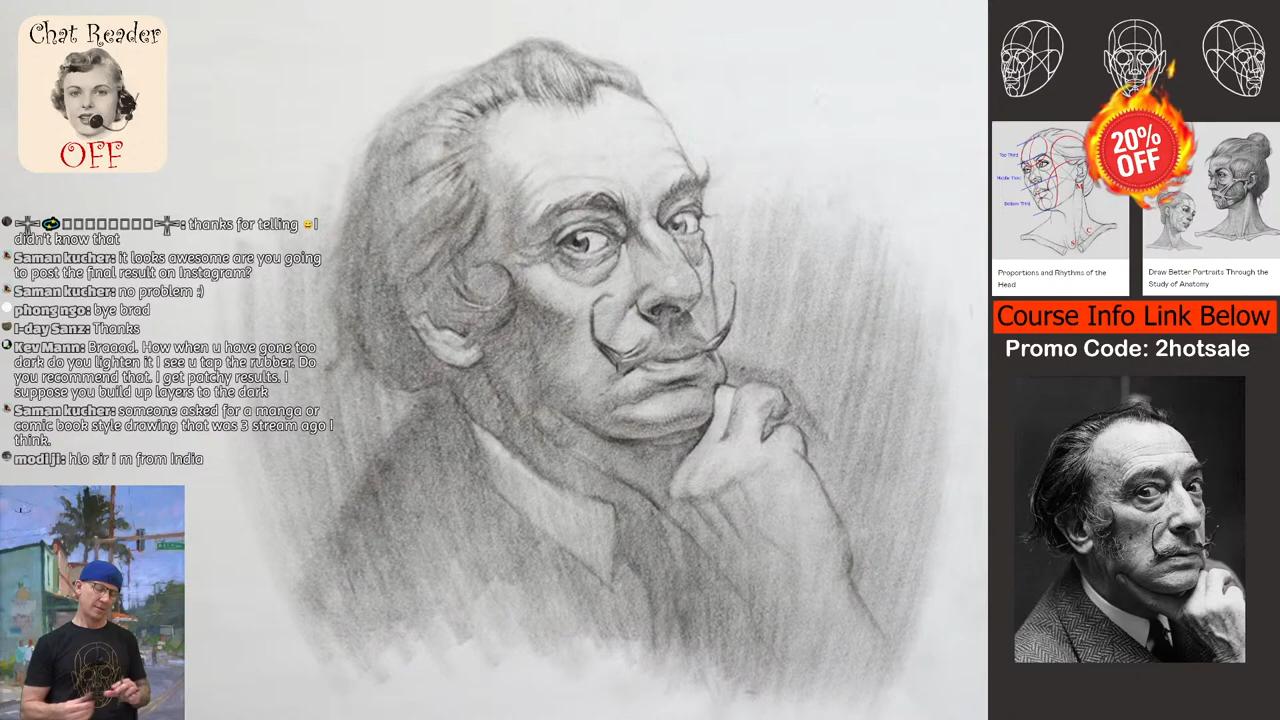 Chat Reader
OFF
thanks for telling I
didn't know that
Saman kucher: it looks awesome are you going
to post the final result on Instagram?
Saman kucher: no problem ;)
phong ngo: bye brad
I-day Sanz: Thanks
Kev Mann: Braaad. How when u have gone too
dark do you lighten it I see u tap the rubber. Do
you recommend that. I get patchy results. I
suppose you build up layers to the dark
Saman kucher: someone asked for a manga or
comic book style drawing that was 3 stream ago I
think.
modi ji: hlo sir i m from India
20%
OFF
Top Third
Middle Third
Bottom Third
Proportions and Rhythms of the
Head
Draw Better Portraits Through the
Study of Anatomy
Course Info Link Below
Promo Code: 2hotsale